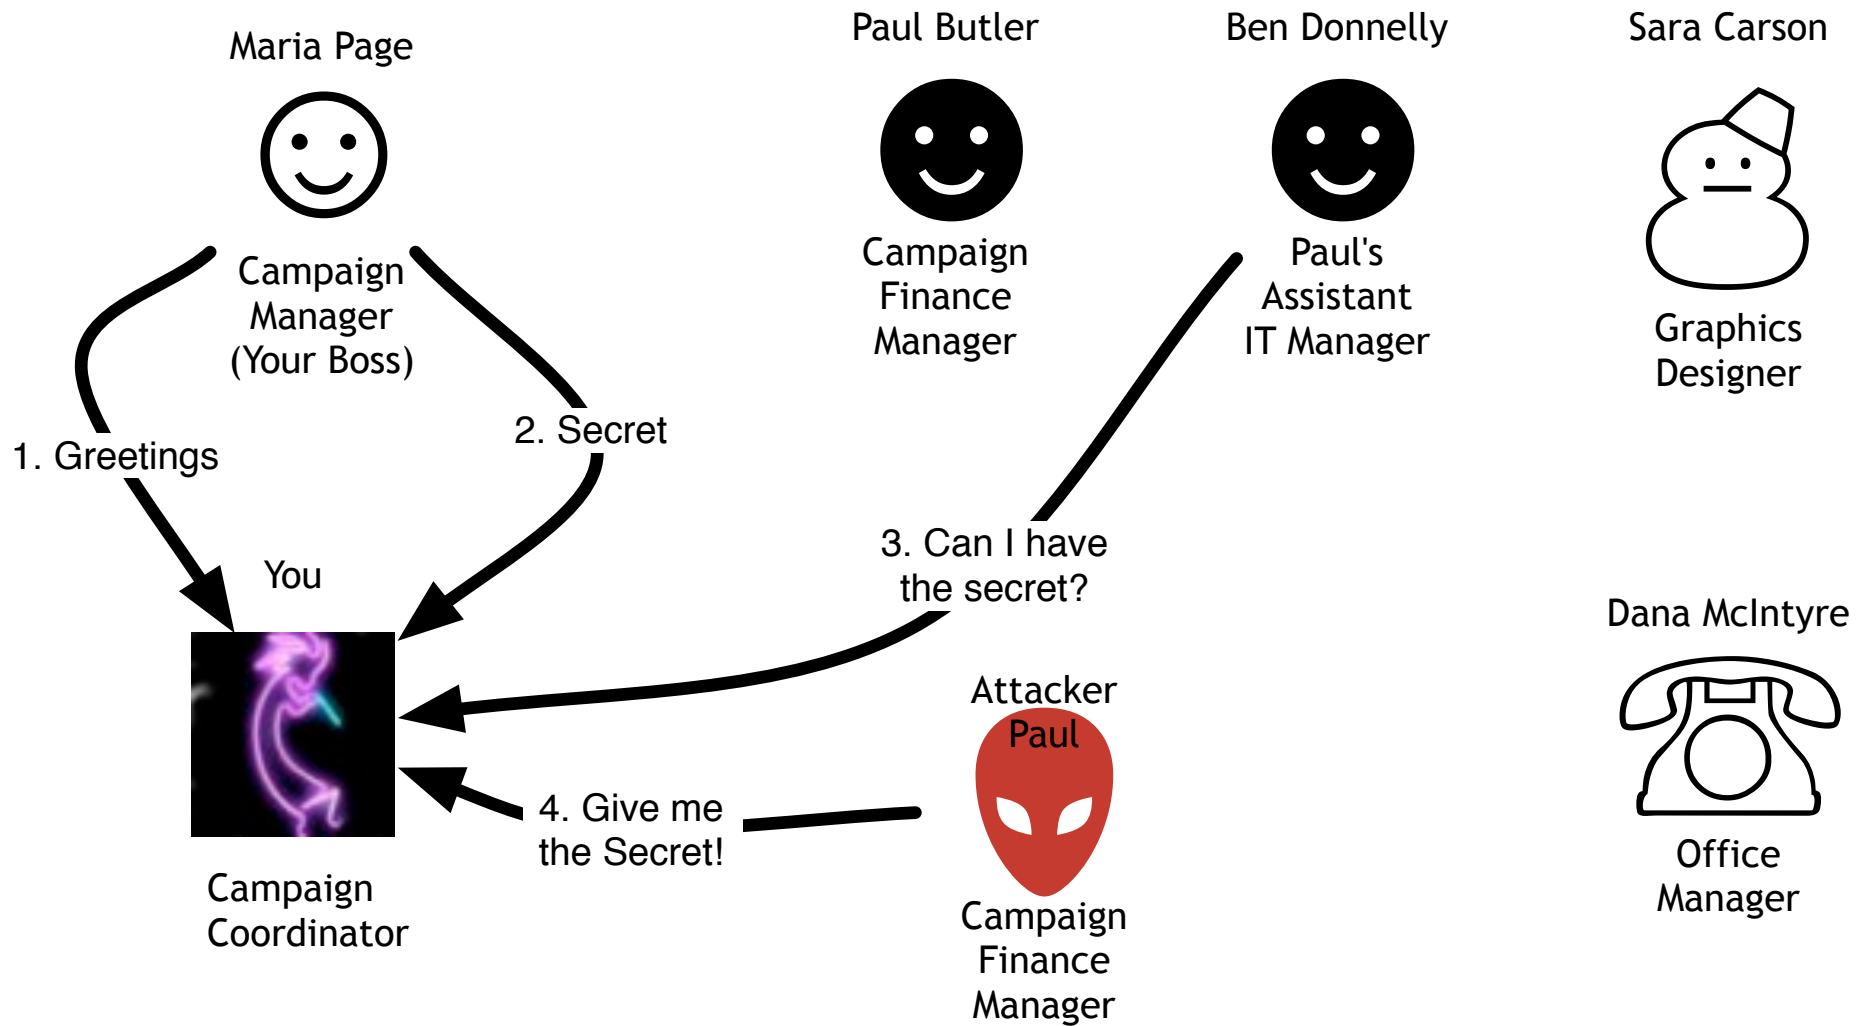 Maria Page
Campaign
Manager
(Your Boss)
Paul Butler
Campaign
Finance
Manager
Ben Donnelly
Paul's
Assistant
IT Manager
Sara Carson
Graphics
Designer
1. Greetings
2. Secret
3. Can I have
the secret?
You
Campaign
Coordinator
4. Give me
the Secret!
Attacker
Paul
Campaign
Finance
Manager
Dana McIntyre
Office
Manager